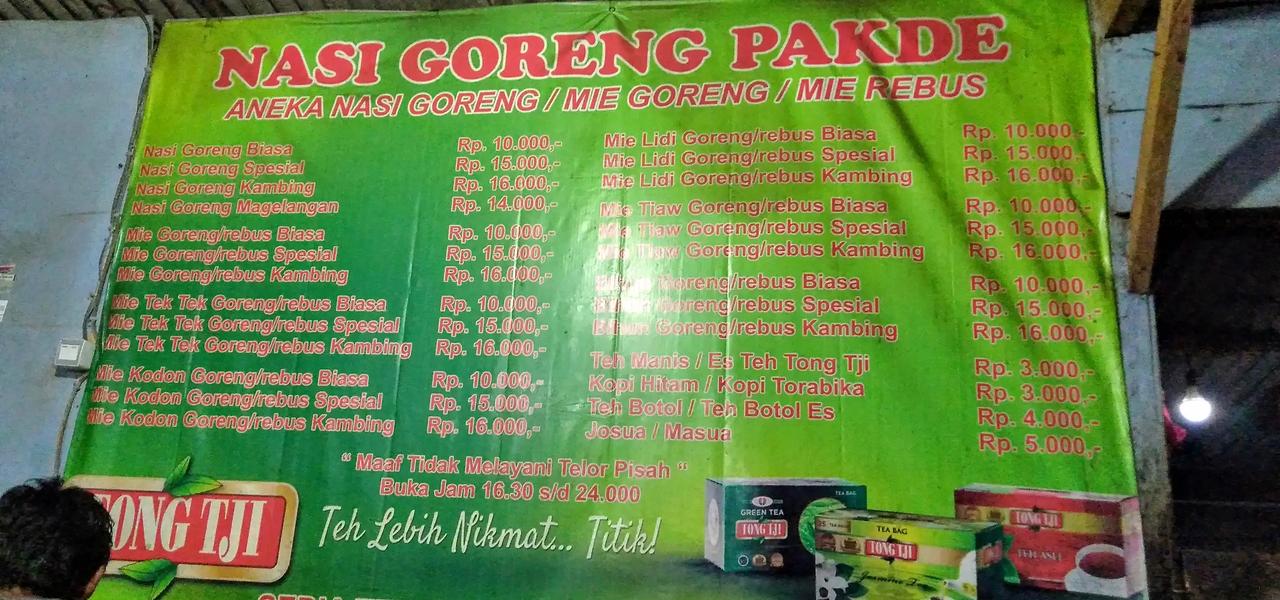 NASI GORENG PAKDE
ANEKA NASI GORENG / MIE GORENG / MIE REBUS
Nasi Goreng Biasa Rp. 10.000,-
Nasi Goreng Spesial Rp. 15.000,-
Nasi Goreng Kambing Rp. 16.000,-
Nasi Goreng Magelangan Rp. 14.000,-
Mie Goreng/rebus Biasa Rp. 10.000,-
Mie Goreng/rebus Spesial Rp. 15.000,-
Mie Goreng/rebus Kambing Rp. 16.000,-
Mie Tek Tek Goreng/rebus Biasa Rp. 10.000,-
Mie Tek Tek Goreng/rebus Spesial Rp. 15.000,-
Mie Tek Tek Goreng/rebus Kambing Rp. 16.000,-
Mie Kodon Goreng/rebus Biasa Rp. 10.000,-
Mie Kodon Goreng/rebus Spesial Rp. 15.000,-
Mie Kodon Goreng/rebus Kambing Rp. 16.000,-
Mie Lidi Goreng/rebus Biasa Rp. 10.000,-
Mie Lidi Goreng/rebus Spesial Rp. 15.000,-
Mie Lidi Goreng/rebus Kambing Rp. 16.000,-
Mie Tiaw Goreng/rebus Biasa Rp. 10.000,-
Mie Tiaw Goreng/rebus Spesial Rp. 15.000,-
Mie Tiaw Goreng/rebus Kambing Rp. 16.000,-
Bihun Goreng/rebus Biasa Rp. 10.000,-
Bihun Goreng/rebus Spesial Rp. 15.000,-
Bihun Goreng/rebus Kambing Rp. 16.000,-
Teh Manis / Es Teh Tong Tji Rp. 3.000,-
Kopi Hitam / Kopi Torabika Rp. 3.000,-
Teh Botol / Teh Botol Es Rp. 4.000,-
Josua / Masua Rp. 5.000,-
“ Maaf Tidak Melayani Telor Pisah “
Buka Jam 16.30 s/d 24.000
TONG TJI
Teh Lebih Nikmat... Titik!
TEA BAG
GREEN TEA
TONG TJI
25 TEA BAG
TEA BAG
TONG TJI
TONG TJI
TEH ASLI